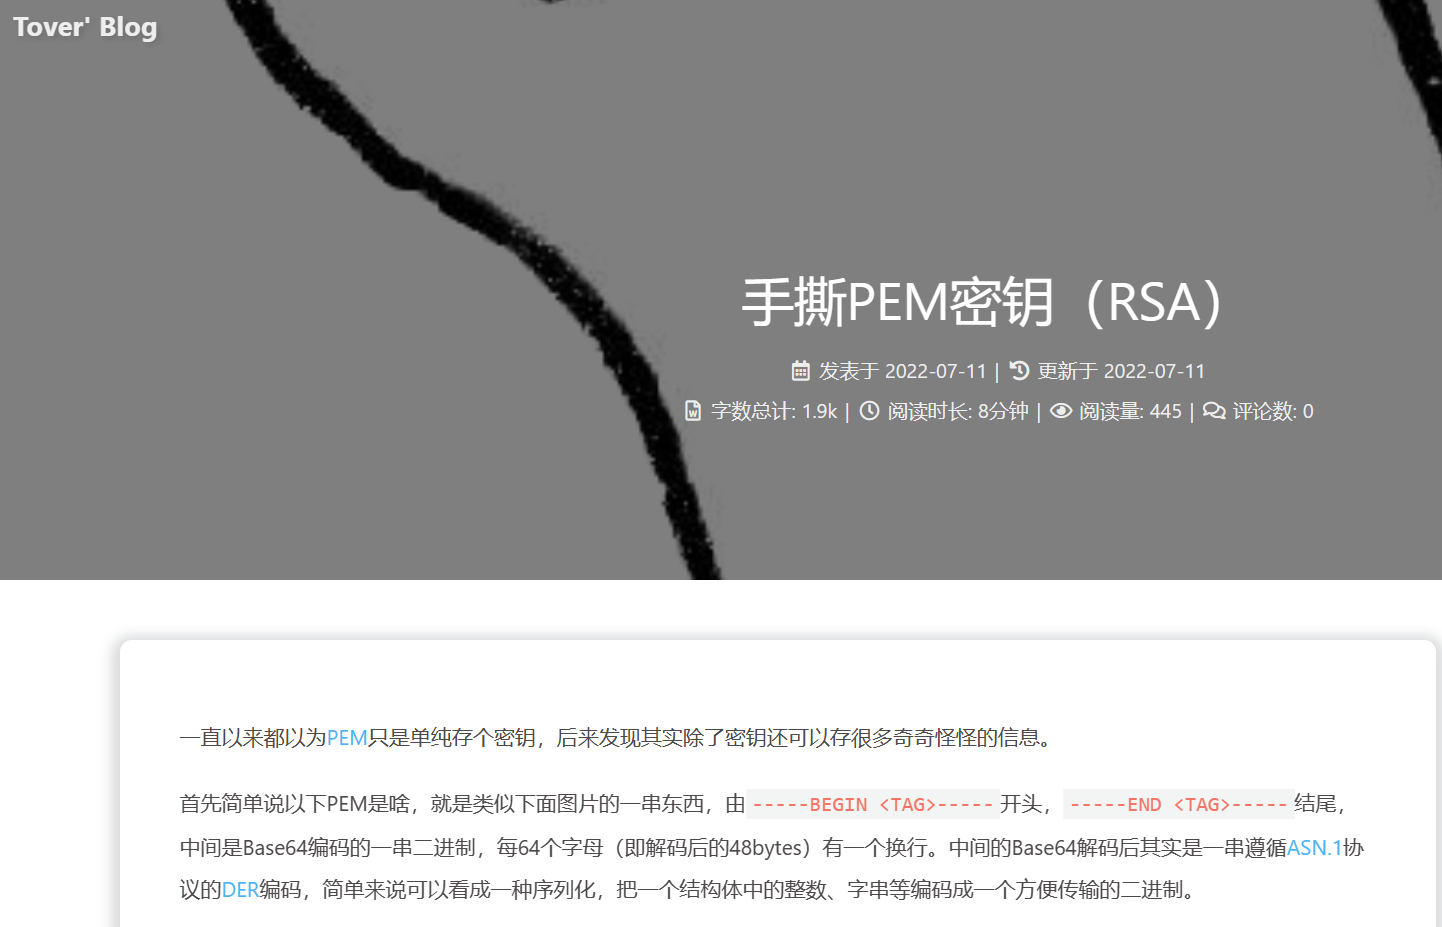 Tover' Blog
手撕PEM密钥（RSA）
发表于 2022-07-11 | 更新于 2022-07-11
字数总计: 1.9k | 阅读时长: 8分钟 | 阅读量: 445 | 评论数: 0
一直以来都以为PEM只是单纯存个密钥，后来发现其实除了密钥还可以存很多奇奇怪怪的信息。
首先简单说以下PEM是啥，就是类似下面图片的一串东西，由-----BEGIN <TAG>-----开头，-----END <TAG>-----结尾，
中间是Base64编码的一串二进制，每64个字母（即解码后的48bytes）有一个换行。中间的Base64解码后其实是一串遵循ASN.1协
议的DER编码，简单来说可以看成一种序列化，把一个结构体中的整数、字串等编码成一个方便传输的二进制。